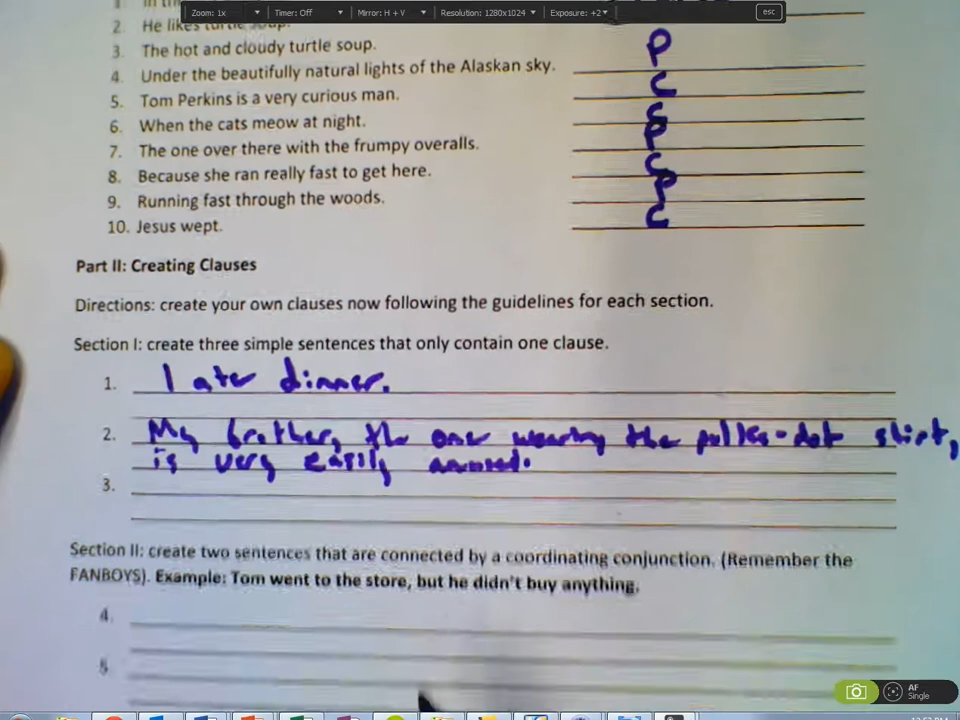 Zoom: 1x Timer: Off Mirror: H + V Resolution: 1280x1024 Exposure: +2 esc
2. He likes turtle soup.
3. The hot and cloudy turtle soup. P
4. Under the beautifully natural lights of the Alaskan sky.
5. Tom Perkins is a very curious man. C
6. When the cats meow at night. C
7. The one over there with the frumpy overalls. P
8. Because she ran really fast to get here. C
9. Running fast through the woods. P
10. Jesus wept. C
Part II: Creating Clauses
Directions: create your own clauses now following the guidelines for each section.
Section I: create three simple sentences that only contain one clause.
1. I ate dinner.
2. My brother, the one wearing the polka-dot shirt,
is very easily amused.
3.
Section II: create two sentences that are connected by a coordinating conjunction. (Remember the
FANBOYS). Example: Tom went to the store, but he didn't buy anything.
4.
5
AF
Single